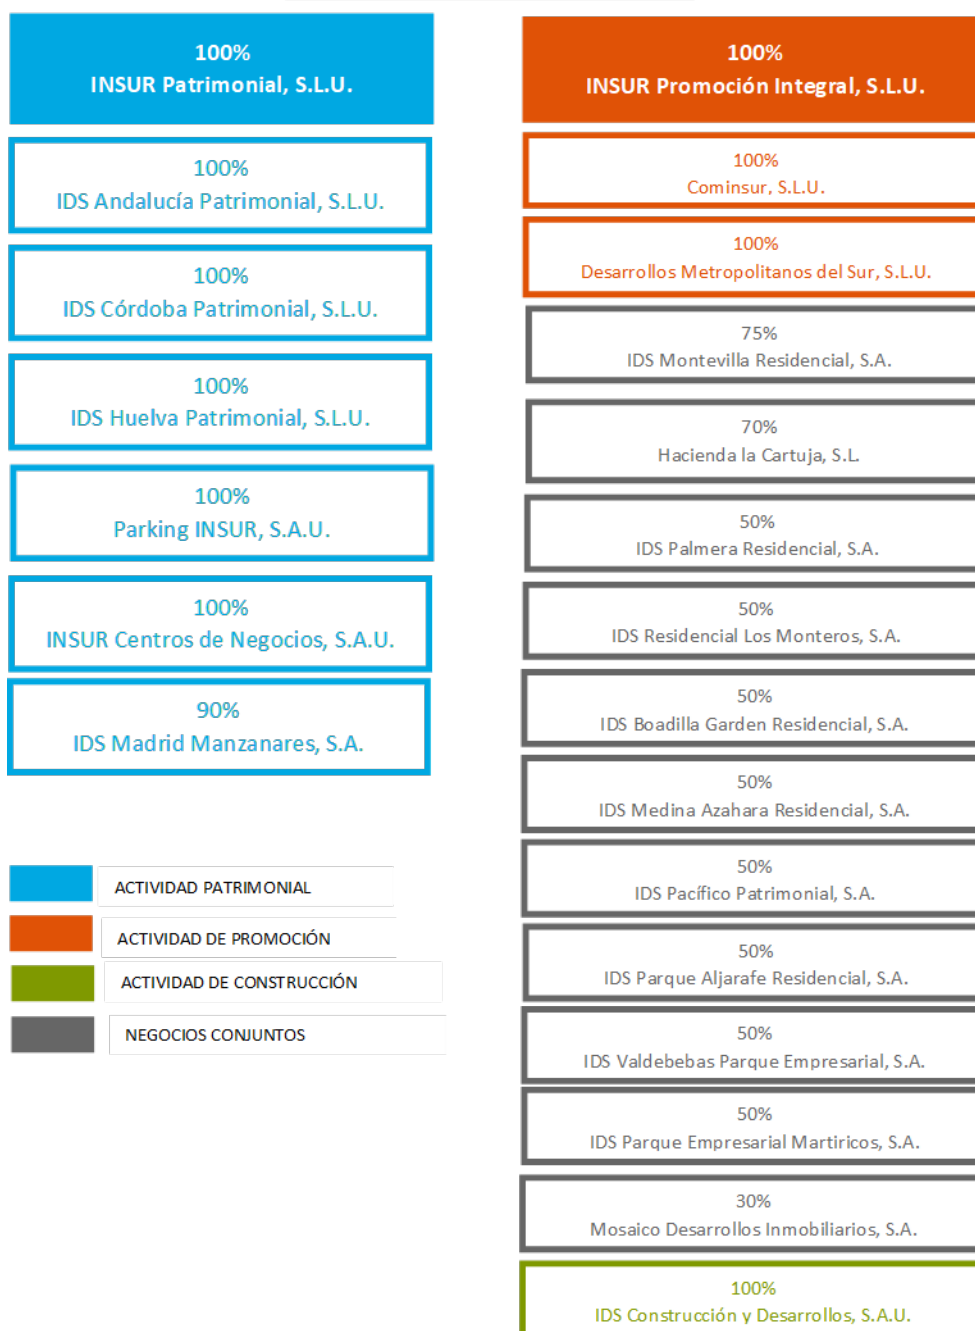 100%
INSUR Patrimonial, S.L.U.
100%
IDS Andalucía Patrimonial, S.L.U.
100%
IDS Córdoba Patrimonial, S.L.U.
100%
IDS Huelva Patrimonial, S.L.U.
100%
Parking INSUR, S.A.U.
100%
INSUR Centros de Negocios, S.A.U.
90%
IDS Madrid Manzanares, S.A.
ACTIVIDAD PATRIMONIAL
ACTIVIDAD DE PROMOCIÓN
ACTIVIDAD DE CONSTRUCCIÓN
NEGOCIOS CONJUNTOS
100%
INSUR Promoción Integral, S.L.U.
100%
Cominsur, S.L.U.
100%
Desarrollos Metropolitanos del Sur, S.L.U.
75%
IDS Montevilla Residencial, S.A.
70%
Hacienda la Cartuja, S.L.
50%
IDS Palmera Residencial, S.A.
50%
IDS Residencial Los Monteros, S.A.
50%
IDS Boadilla Garden Residencial, S.A.
50%
IDS Medina Azahara Residencial, S.A.
50%
IDS Pacífico Patrimonial, S.A.
50%
IDS Parque Aljarafe Residencial, S.A.
50%
IDS Valdebebas Parque Empresarial, S.A.
50%
IDS Parque Empresarial Martiricos, S.A.
30%
Mosaico Desarrollos Inmobiliarios, S.A.
100%
IDS Construcción y Desarrollos, S.A.U.